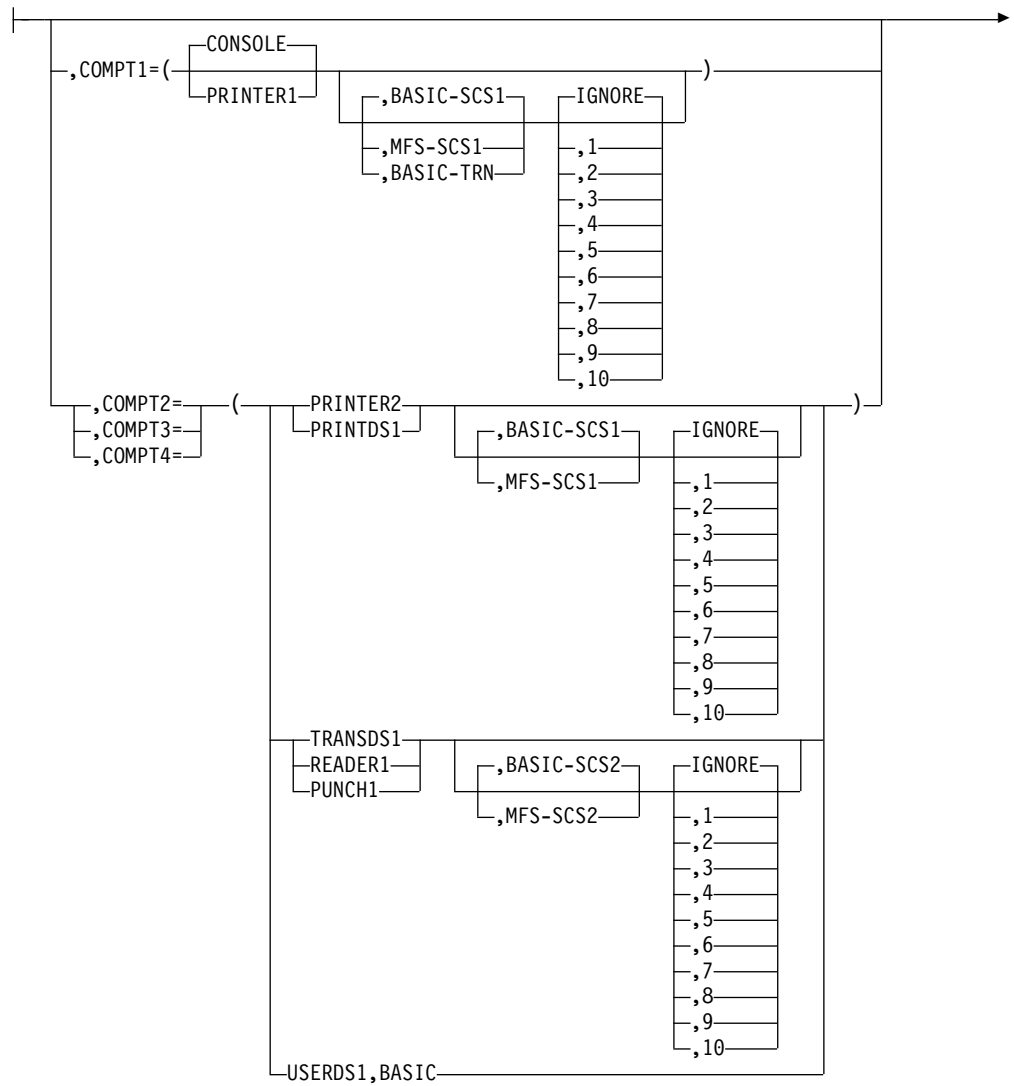 CONSOLE
,COMPT1=( PRINTER1 )
,BASIC-SCS1 IGNORE
,MFS-SCS1 ,1
,BASIC-TRN ,2
,3
,4
,5
,6
,7
,8
,9
,10
,COMPT2= ( PRINTER2 )
,COMPT3= PRINTDS1 ,BASIC-SCS1 IGNORE
,COMPT4=
,MFS-SCS1 ,1
,2
,3
,4
,5
,6
,7
,8
,9
,10
TRANSDS1
READER1 ,BASIC-SCS2 IGNORE
PUNCH1
,MFS-SCS2 ,1
,2
,3
,4
,5
,6
,7
,8
,9
,10
USERDS1,BASIC